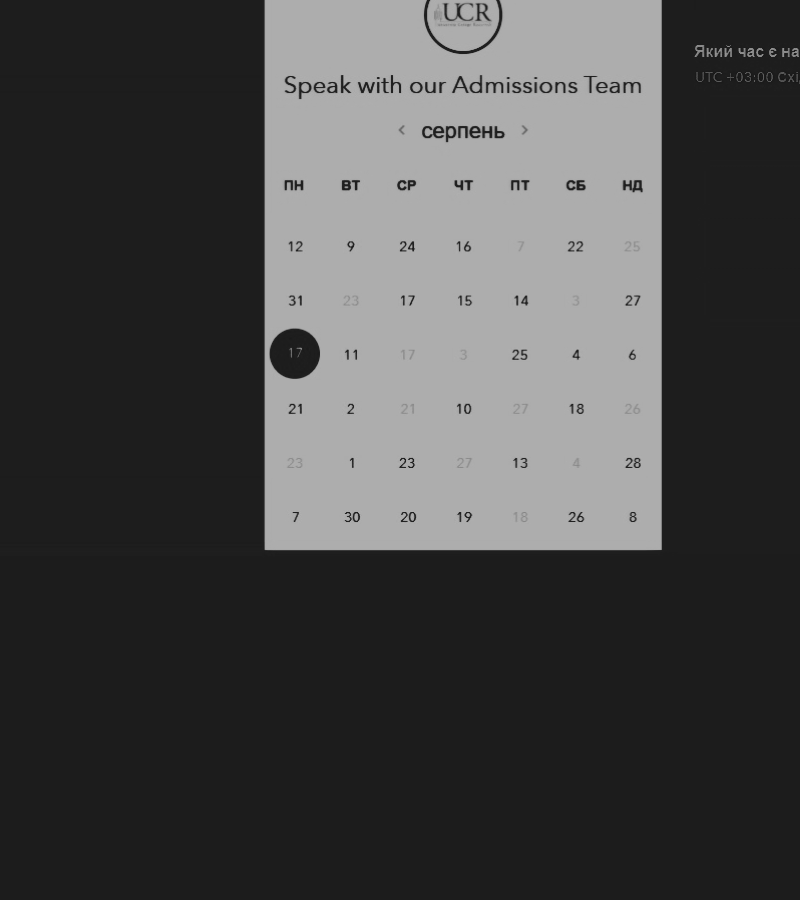 UCR
Speak with our Admissions Team
Який час є на
UTC +03:00 Схі
< серпень >
ПН ВТ СР ЧТ ПТ СБ НД
12 9 24 16 7 22 25
31 23 17 15 14 3 27
17 11 17 3 25 4 6
21 2 21 10 27 18 26
23 1 23 27 13 4 28
7 30 20 19 18 26 8